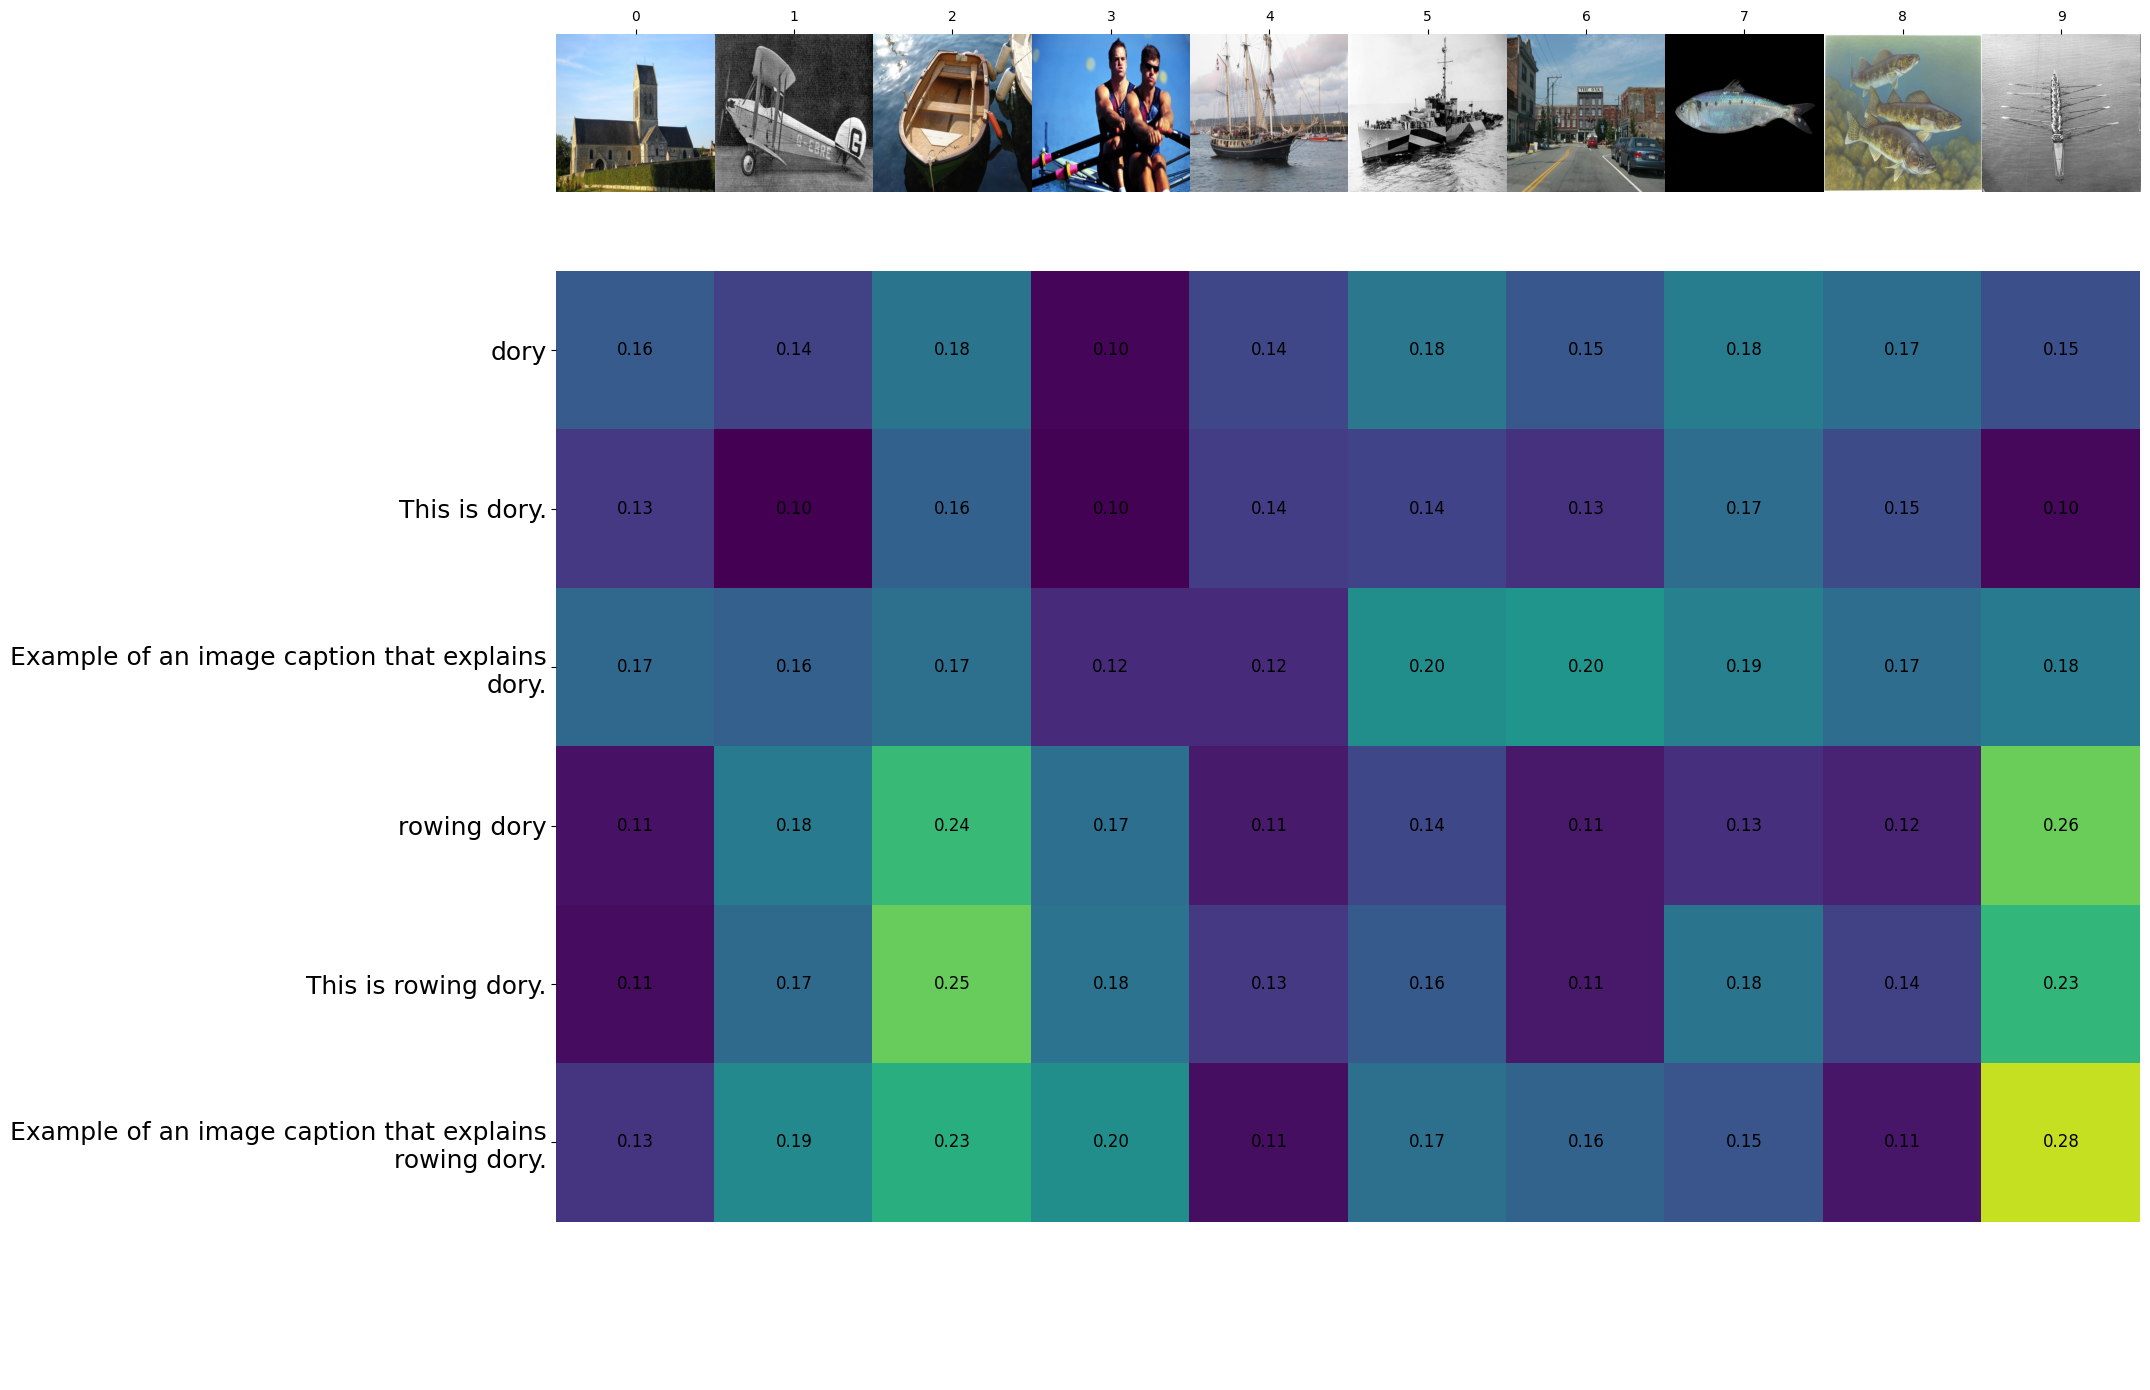 0 1 2 3 4 5 6 7 8 9
G-EBRE G
dory 0.16 0.14 0.18 0.10 0.14 0.18 0.15 0.18 0.17 0.15
This is dory. 0.13 0.10 0.16 0.10 0.14 0.14 0.13 0.17 0.15 0.10
Example of an image caption that explains
dory. 0.17 0.16 0.17 0.12 0.12 0.20 0.20 0.19 0.17 0.18
rowing dory 0.11 0.18 0.24 0.17 0.11 0.14 0.11 0.13 0.12 0.26
This is rowing dory. 0.11 0.17 0.25 0.18 0.13 0.16 0.11 0.18 0.14 0.23
Example of an image caption that explains
rowing dory. 0.13 0.19 0.23 0.20 0.11 0.17 0.16 0.15 0.11 0.28